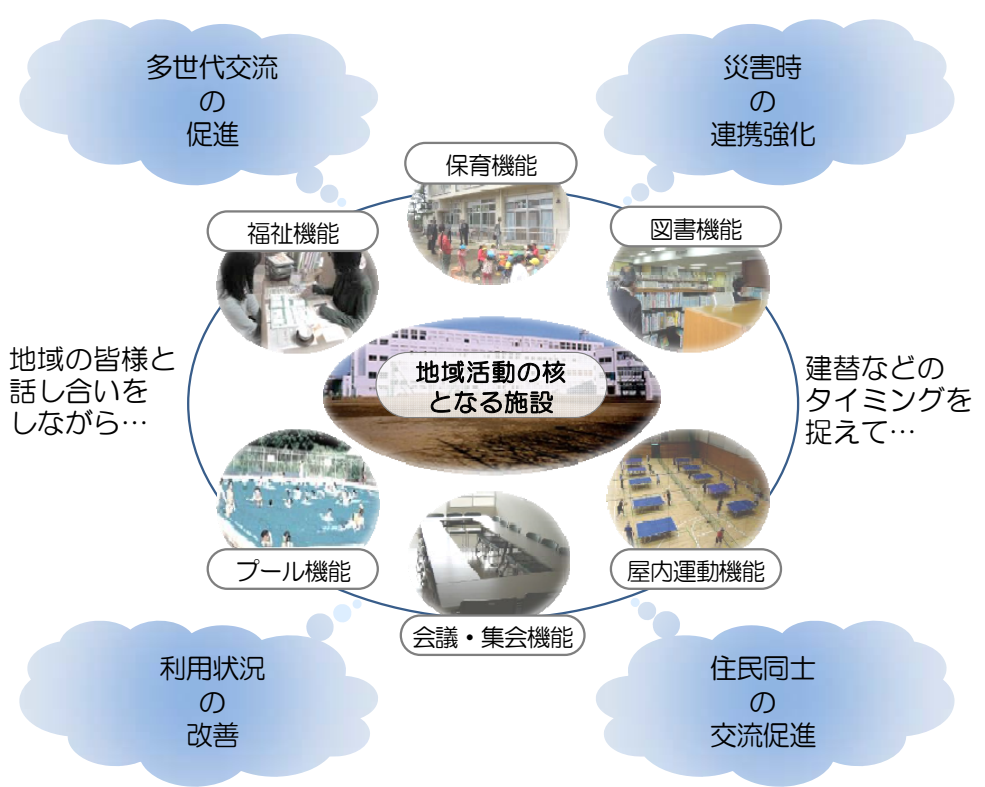 多世代交流
の
促進
災害時
の
連携強化
保育機能
福祉機能
図書機能
地域の皆様と
話し合いを
しながら…
地域活動の核
となる施設
建替などの
タイミングを
捉えて…
プール機能
屋内運動機能
会議・集会機能
利用状況
の
改善
住民同士
の
交流促進